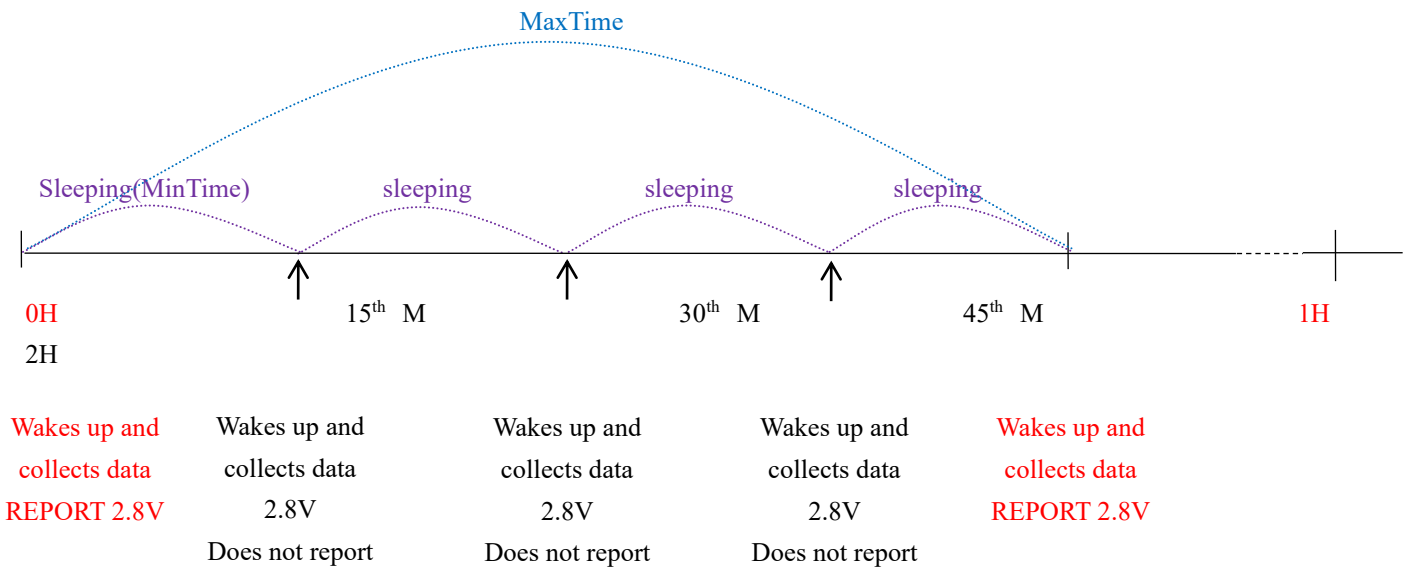 MaxTime
Sleeping(MinTime) sleeping sleeping sleeping
0H 15th M 30th M 45th M 1H
2H
Wakes up and Wakes up and Wakes up and Wakes up and Wakes up and
collects data collects data collects data collects data collects data
REPORT 2.8V 2.8V 2.8V 2.8V REPORT 2.8V
Does not report Does not report Does not report